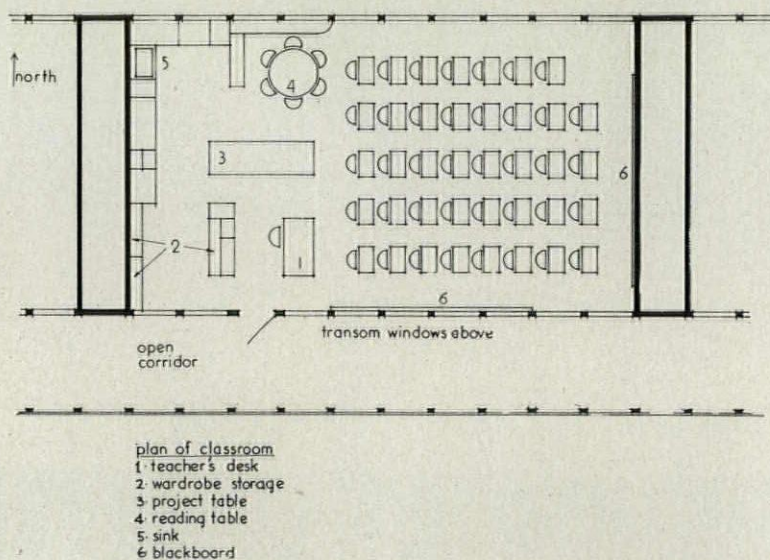 north
5
4
3
6
2
1
6
transom windows above
open
corridor
plan of classroom
1· teacher's desk
2· wardrobe storage
3· project table
4· reading table
5· sink
6 blackboard